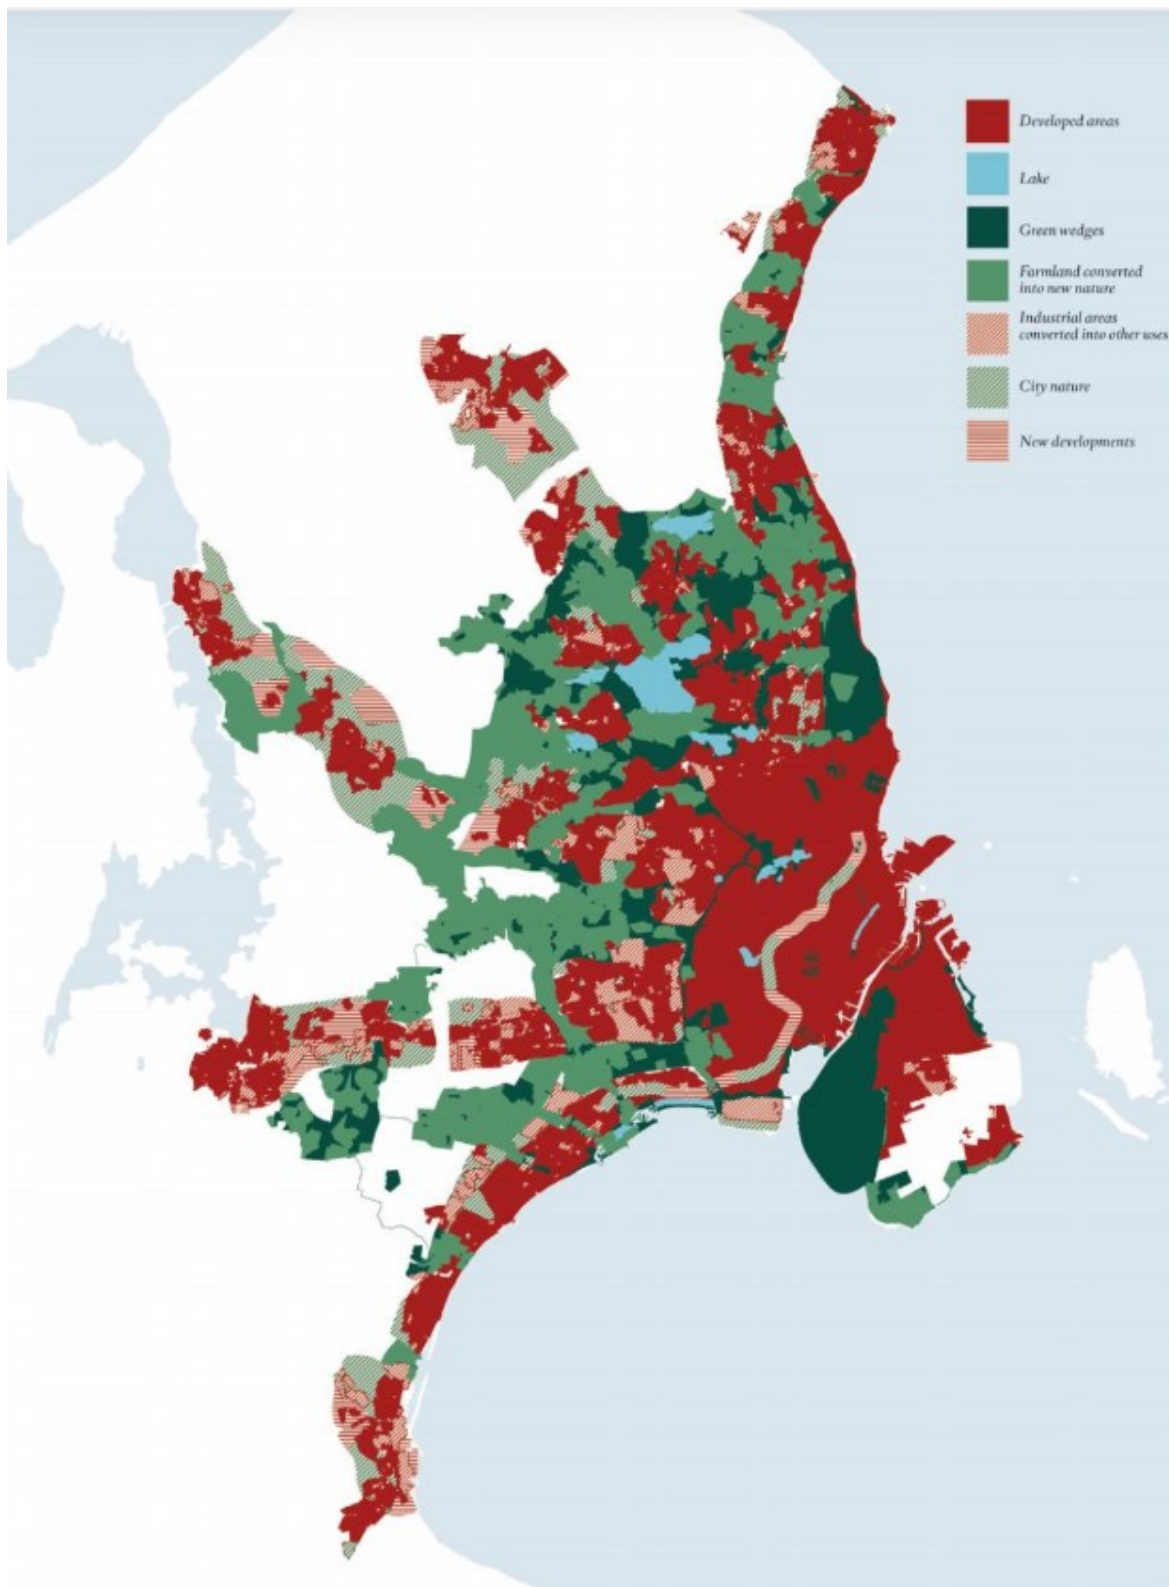 Developed areas
Lake
Green wedges
Farmland converted
into new nature
Industrial areas
converted into other uses
City nature
New developments